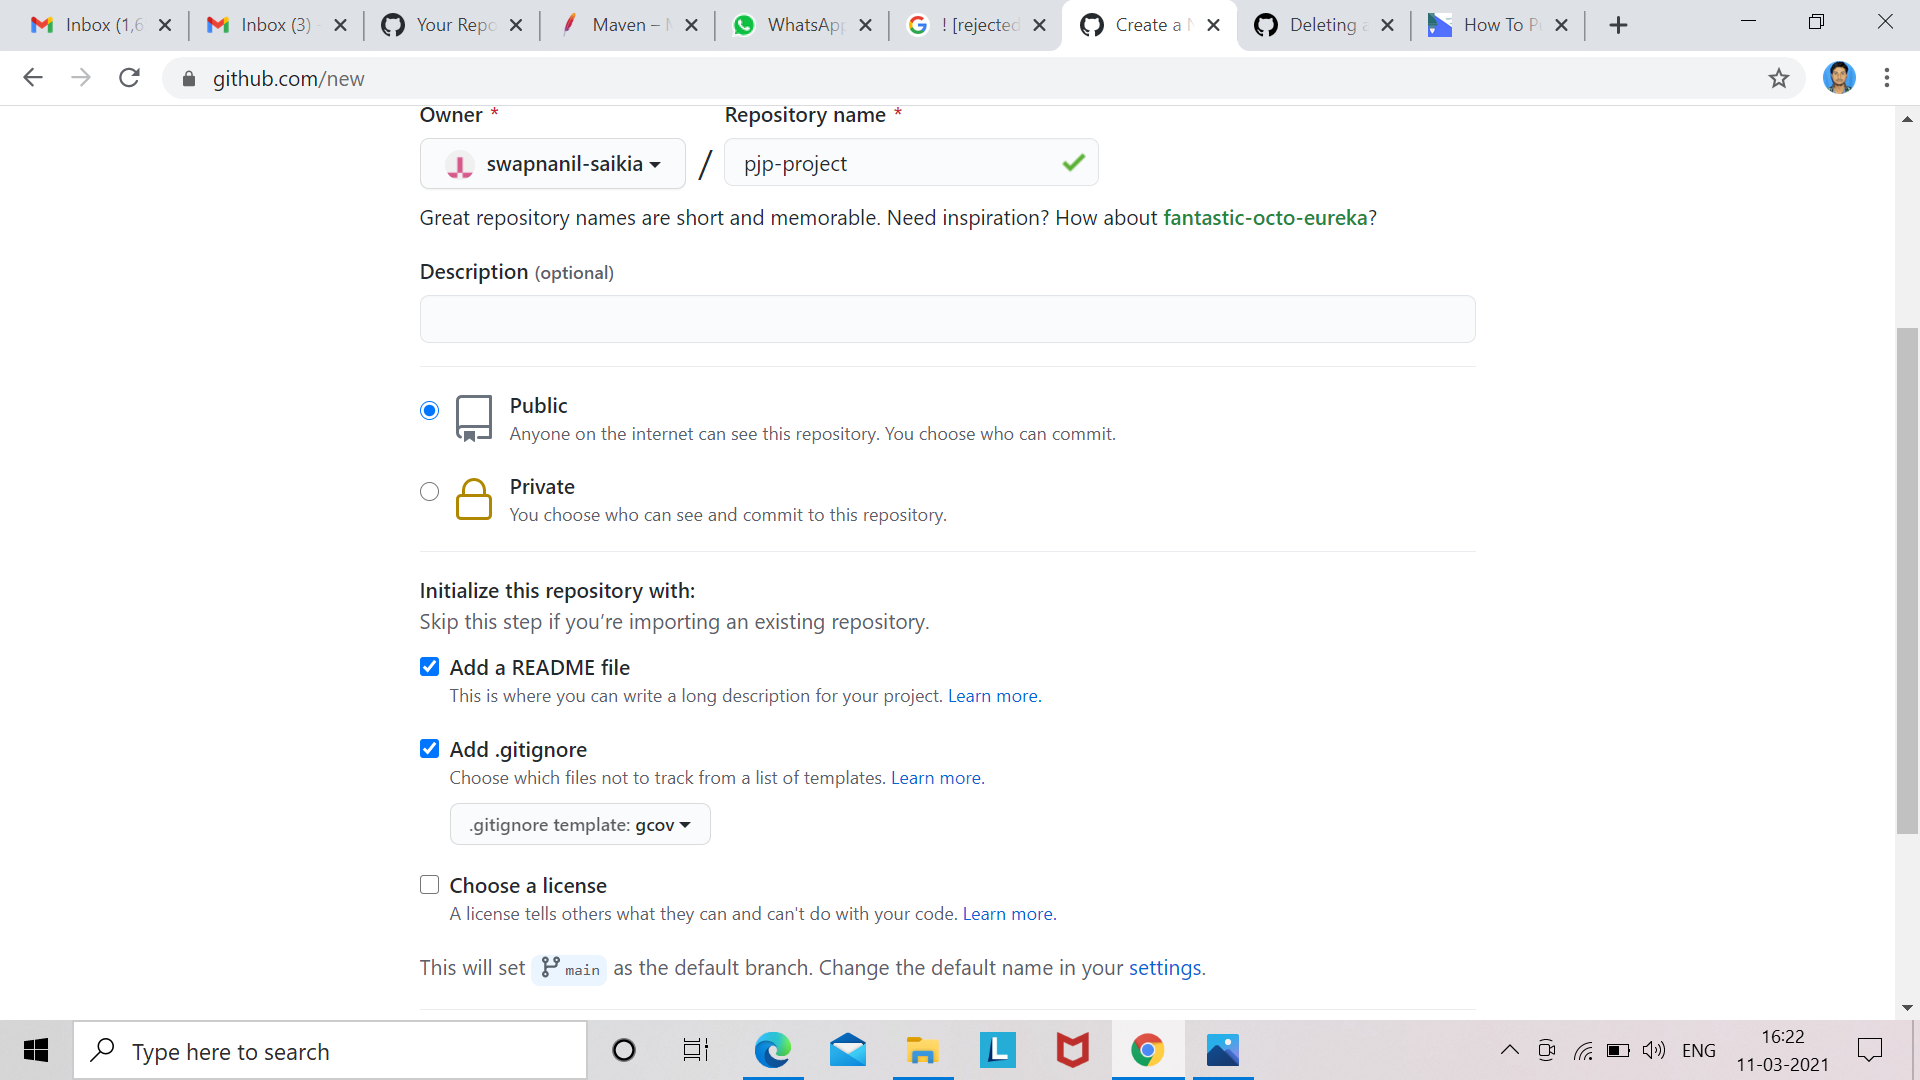 Inbox (1,6
Inbox (3)
Your Repo
Maven –
WhatsApp
! [rejected
Create a N
Deleting a
How To Pu
github.com/new
Owner *
Repository name *
swapnanil-saikia / pjp-project
Great repository names are short and memorable. Need inspiration? How about fantastic-octo-eureka?
Description (optional)
Public
Anyone on the internet can see this repository. You choose who can commit.
Private
You choose who can see and commit to this repository.
Initialize this repository with:
Skip this step if you’re importing an existing repository.
Add a README file
This is where you can write a long description for your project. Learn more.
Add .gitignore
Choose which files not to track from a list of templates. Learn more.
.gitignore template: gcov
Choose a license
A license tells others what they can and can't do with your code. Learn more.
This will set main as the default branch. Change the default name in your settings.
Type here to search
L
ENG
16:22
11-03-2021